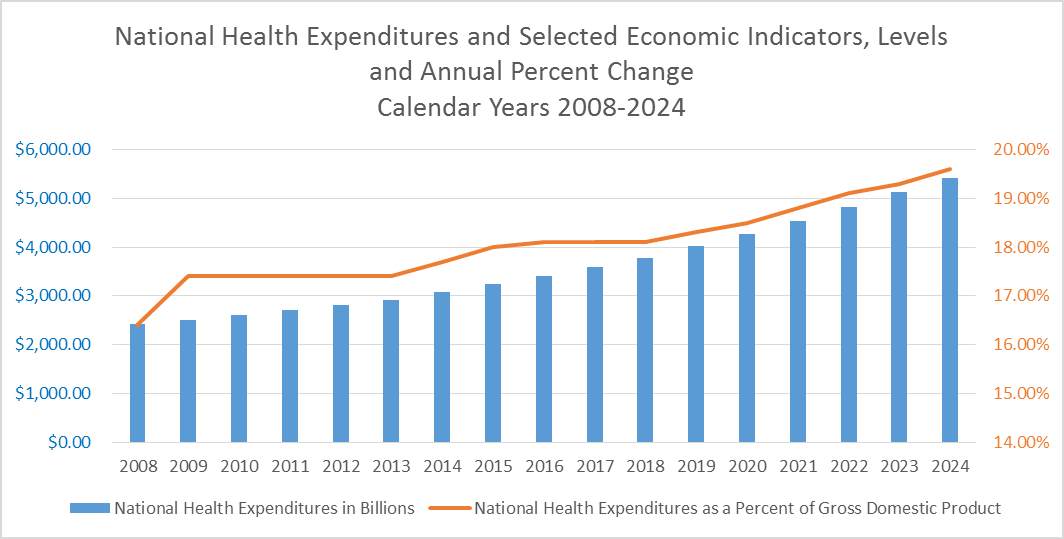 National Health Expenditures and Selected Economic Indicators, Levels
and Annual Percent Change
Calendar Years 2008-2024
$6,000.00 20.00%
$5,000.00 19.00%
$4,000.00 18.00%
$3,000.00 17.00%
$2,000.00 16.00%
$1,000.00 15.00%
$0.00 14.00%
2008 2009 2010 2011 2012 2013 2014 2015 2016 2017 2018 2019 2020 2021 2022 2023 2024
National Health Expenditures in Billions National Health Expenditures as a Percent of Gross Domestic Product